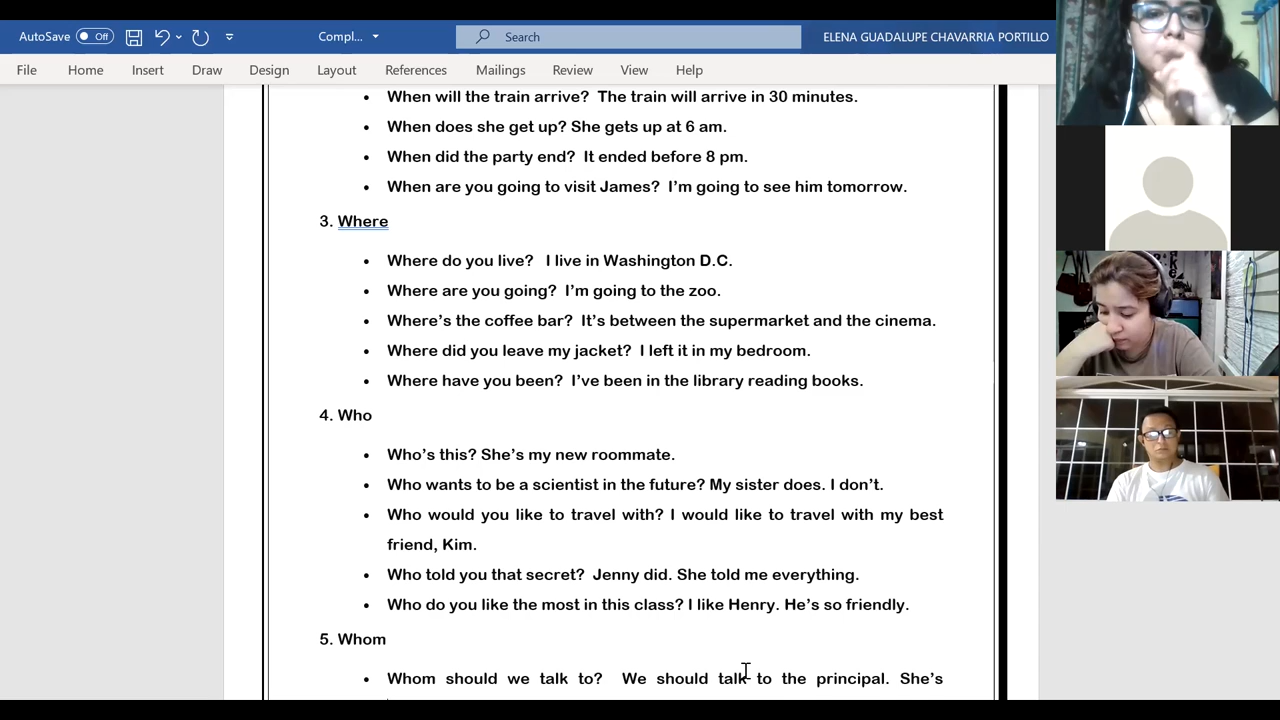 AutoSave Off Compl... Search ELENA GUADALUPE CHAVARRIA PORTILLO
File Home Insert Draw Design Layout References Mailings Review View Help
• When will the train arrive?  The train will arrive in 30 minutes.
• When does she get up? She gets up at 6 am.
• When did the party end?  It ended before 8 pm.
• When are you going to visit James?  I’m going to see him tomorrow.
3. Where
• Where do you live?   I live in Washington D.C.
• Where are you going?  I’m going to the zoo.
• Where’s the coffee bar?  It’s between the supermarket and the cinema.
• Where did you leave my jacket?  I left it in my bedroom.
• Where have you been?  I’ve been in the library reading books.
4. Who
• Who’s this? She’s my new roommate.
• Who wants to be a scientist in the future? My sister does. I don’t.
• Who would you like to travel with? I would like to travel with my best
friend, Kim.
• Who told you that secret?  Jenny did. She told me everything.
• Who do you like the most in this class? I like Henry. He’s so friendly.
5. Whom
• Whom should we talk to?  We should talk to the principal. She’s